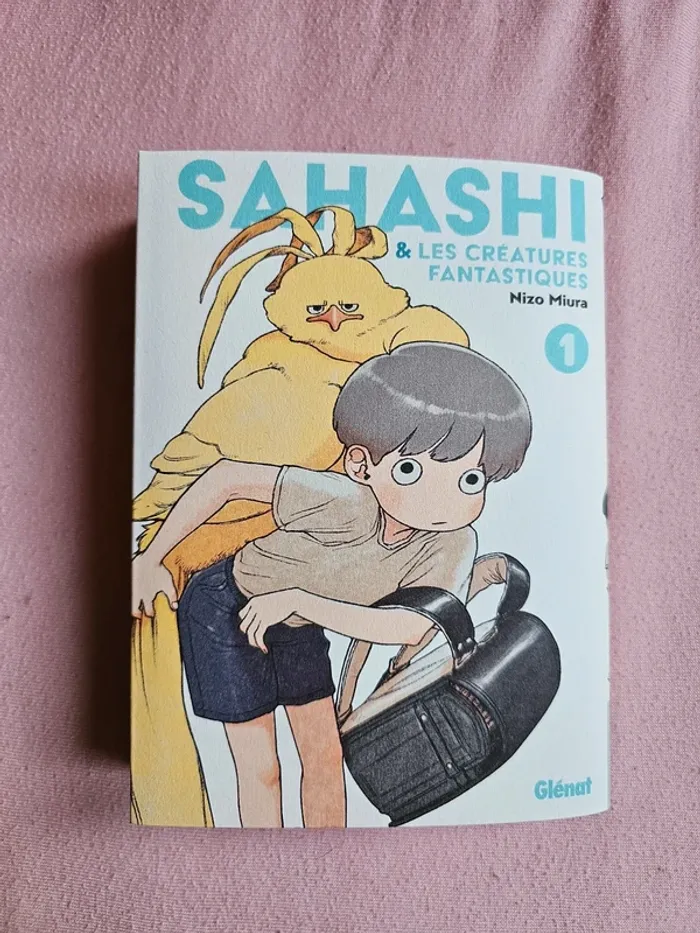 SAHASHI
& LES CRÉATURES
FANTASTIQUES
Nizo Miura
1
Glénat